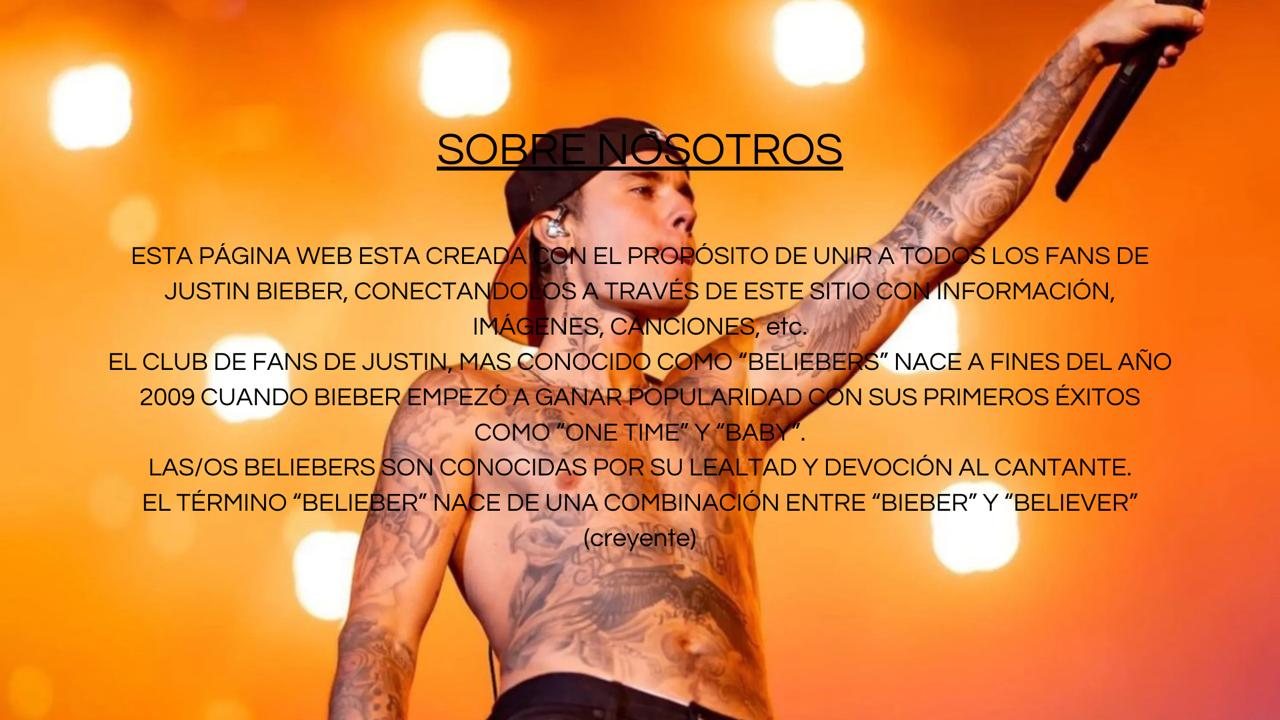 SOBRE NOSOTROS
ESTA PÁGINA WEB ESTA CREADA CON EL PROPÓSITO DE UNIR A TODOS LOS FANS DE
JUSTIN BIEBER, CONECTANDOLOS A TRAVÉS DE ESTE SITIO CON INFORMACIÓN,
IMÁGENES, CANCIONES, etc.
EL CLUB DE FANS DE JUSTIN, MAS CONOCIDO COMO “BELIEBERS” NACE A FINES DEL AÑO
2009 CUANDO BIEBER EMPEZÓ A GANAR POPULARIDAD CON SUS PRIMEROS ÉXITOS
COMO “ONE TIME” Y “BABY”.
LAS/OS BELIEBERS SON CONOCIDAS POR SU LEALTAD Y DEVOCIÓN AL CANTANTE.
EL TÉRMINO “BELIEBER” NACE DE UNA COMBINACIÓN ENTRE “BIEBER” Y “BELIEVER”
(creyente)